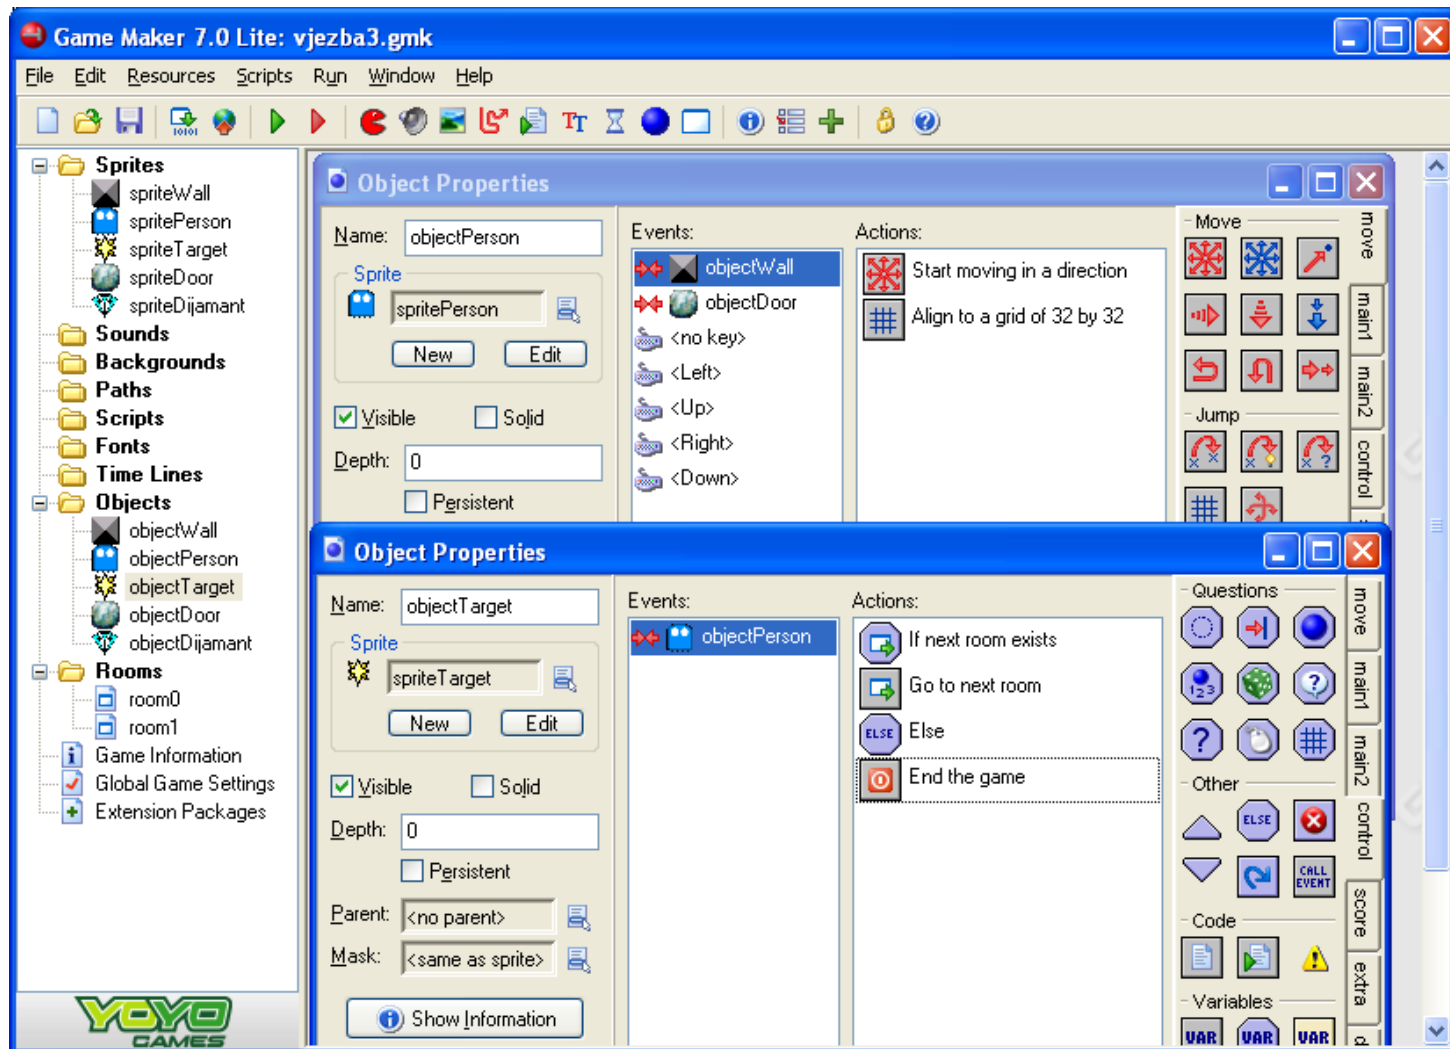 Game Maker 7.0 Lite: vjezba3.gmk
File Edit Resources Scripts Run Window Help
Sprites
spriteWall
spritePerson
spriteTarget
spriteDoor
spriteDijamant
Sounds
Backgrounds
Paths
Scripts
Fonts
Time Lines
Objects
objectWall
objectPerson
objectTarget
objectDoor
objectDijamant
Rooms
room0
room1
Game Information
Global Game Settings
Extension Packages
YOYO
GAMES
Object Properties
Name: objectPerson
Sprite
spritePerson
New Edit
Visible Solid
Depth: 0
Persistent
Events:
objectWall
objectDoor
<no key>
<Left>
<Up>
<Right>
<Down>
Actions:
Start moving in a direction
Align to a grid of 32 by 32
Move
Jump
move
main1
main2
control
Object Properties
Name: objectTarget
Sprite
spriteTarget
New Edit
Visible Solid
Depth: 0
Persistent
Parent: <no parent>
Mask: <same as sprite>
Show Information
Events:
objectPerson
Actions:
If next room exists
Go to next room
ELSE Else
End the game
Questions
Other
ELSE
CALL
EVENT
Code
Variables
VAR VAR VAR
move
main1
main2
control
score
extra